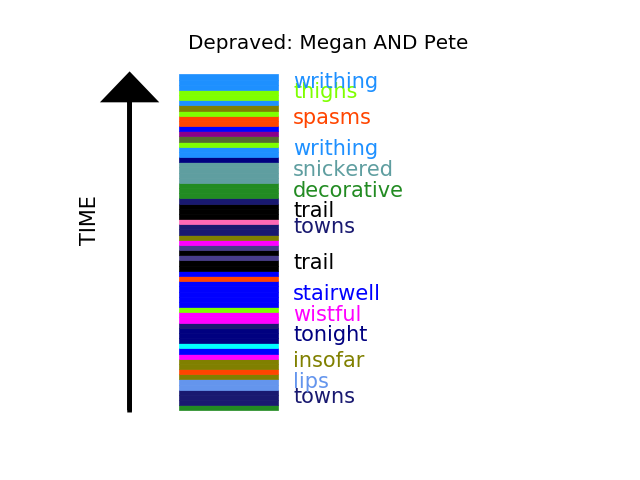 Depraved: Megan AND Pete
writhing
thighs
spasms
writhing
snickered
decorative
trail
towns
TIME
trail
stairwell
wistful
tonight
insofar
lips
towns